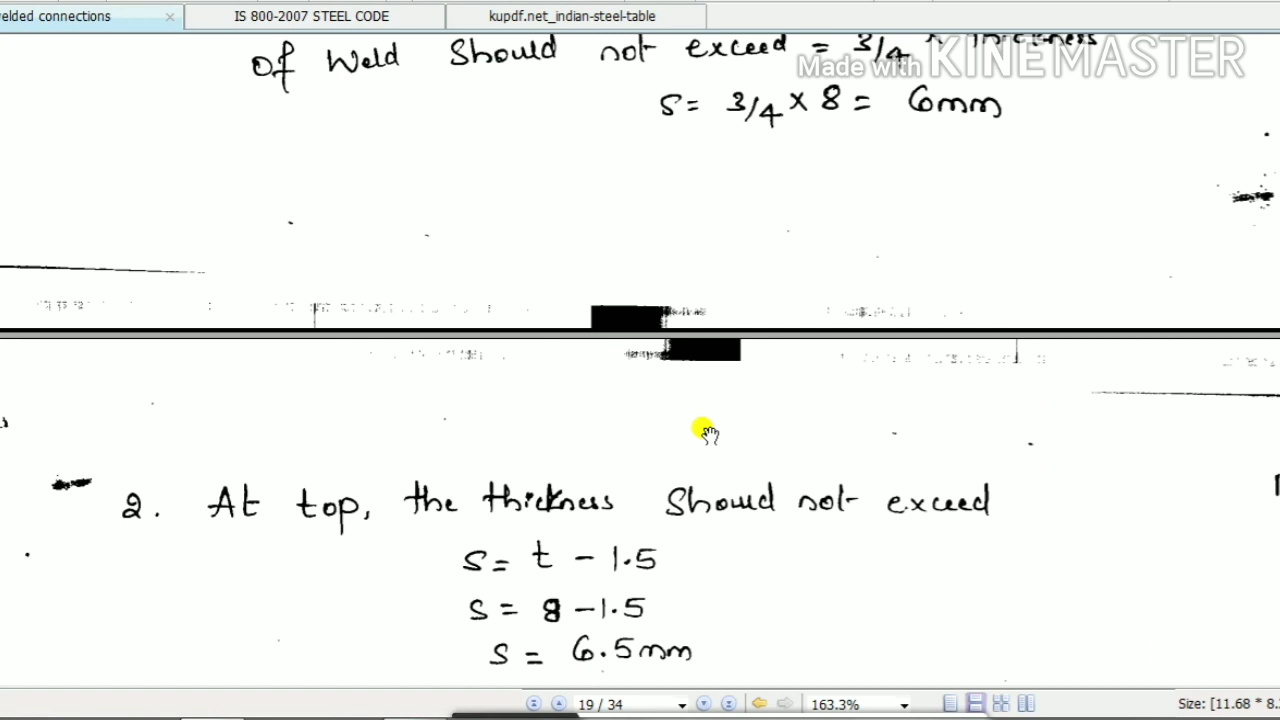 elded connections × IS 800-2007 STEEL CODE kupdf.net_indian-steel-table
Of Weld Should not exceed = 3/4 × Thickness
Made with KINEMASTER
S = 3/4 × 8 = 6mm
2. At top, the thickness Should not exceed
S = t - 1.5
S = 8 - 1.5
S = 6.5mm
19 / 34 163.3% Size: [11.68 * 8.